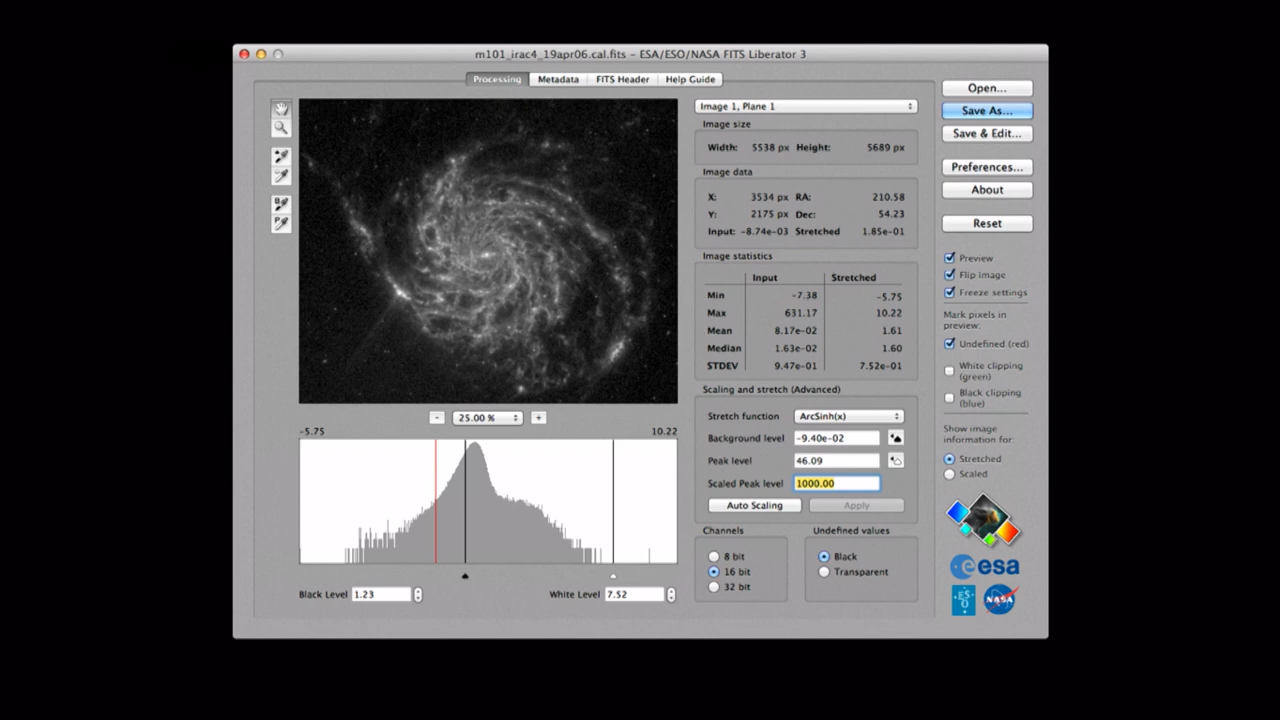 m101_irac4_19apr06.cal.fits – ESA/ESO/NASA FITS Liberator 3
Processing Metadata FITS Header Help Guide
Image 1, Plane 1
Image size
Width: 5538 px Height: 5689 px
Image data
X: 3534 px RA: 210.58
Y: 2175 px Dec: 54.23
Input: -8.74e-03 Stretched 1.85e-01
Image statistics
Input Stretched
Min -7.38 -5.75
Max 631.17 10.22
Mean 8.17e-02 1.61
Median 1.63e-02 1.60
STDEV 9.47e-01 7.52e-01
Scaling and stretch (Advanced)
Stretch function ArcSinh(x)
Background level -9.40e-02
Peak level 46.09
Scaled Peak level 1000.00
Auto Scaling Apply
Channels
8 bit
16 bit
32 bit
Undefined values
Black
Transparent
B
P
- 25.00 % +
-5.75 10.22
Black Level 1.23 White Level 7.52
Open...
Save As...
Save & Edit...
Preferences...
About
Reset
Preview
Flip image
Freeze settings
Mark pixels in
preview:
Undefined (red)
White clipping
(green)
Black clipping
(blue)
Show image
information for:
Stretched
Scaled
esa
ESO
NASA